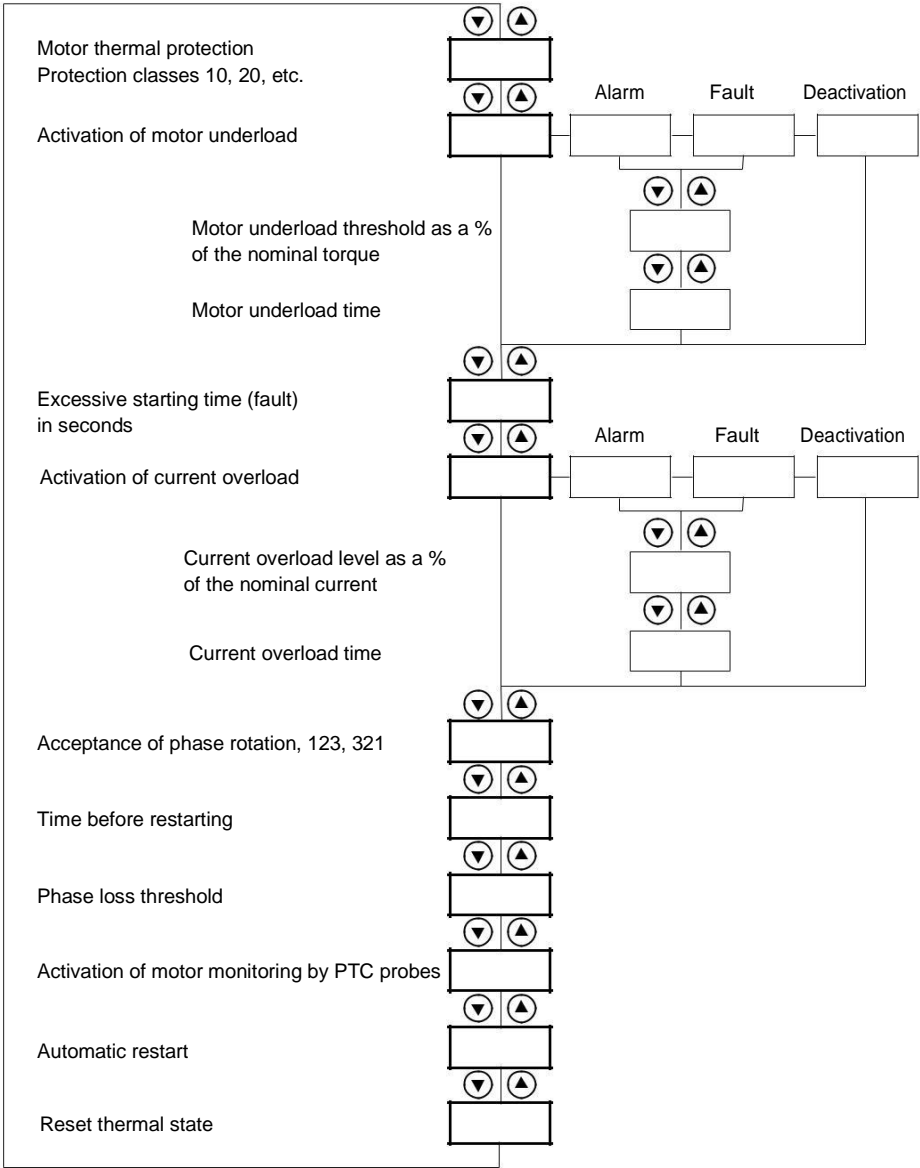 Motor thermal protection
Protection classes 10, 20, etc.
Alarm Fault Deactivation
Activation of motor underload
Motor underload threshold as a %
of the nominal torque
Motor underload time
Excessive starting time (fault)
in seconds
Alarm Fault Deactivation
Activation of current overload
Current overload level as a %
of the nominal current
Current overload time
Acceptance of phase rotation, 123, 321
Time before restarting
Phase loss threshold
Activation of motor monitoring by PTC probes
Automatic restart
Reset thermal state